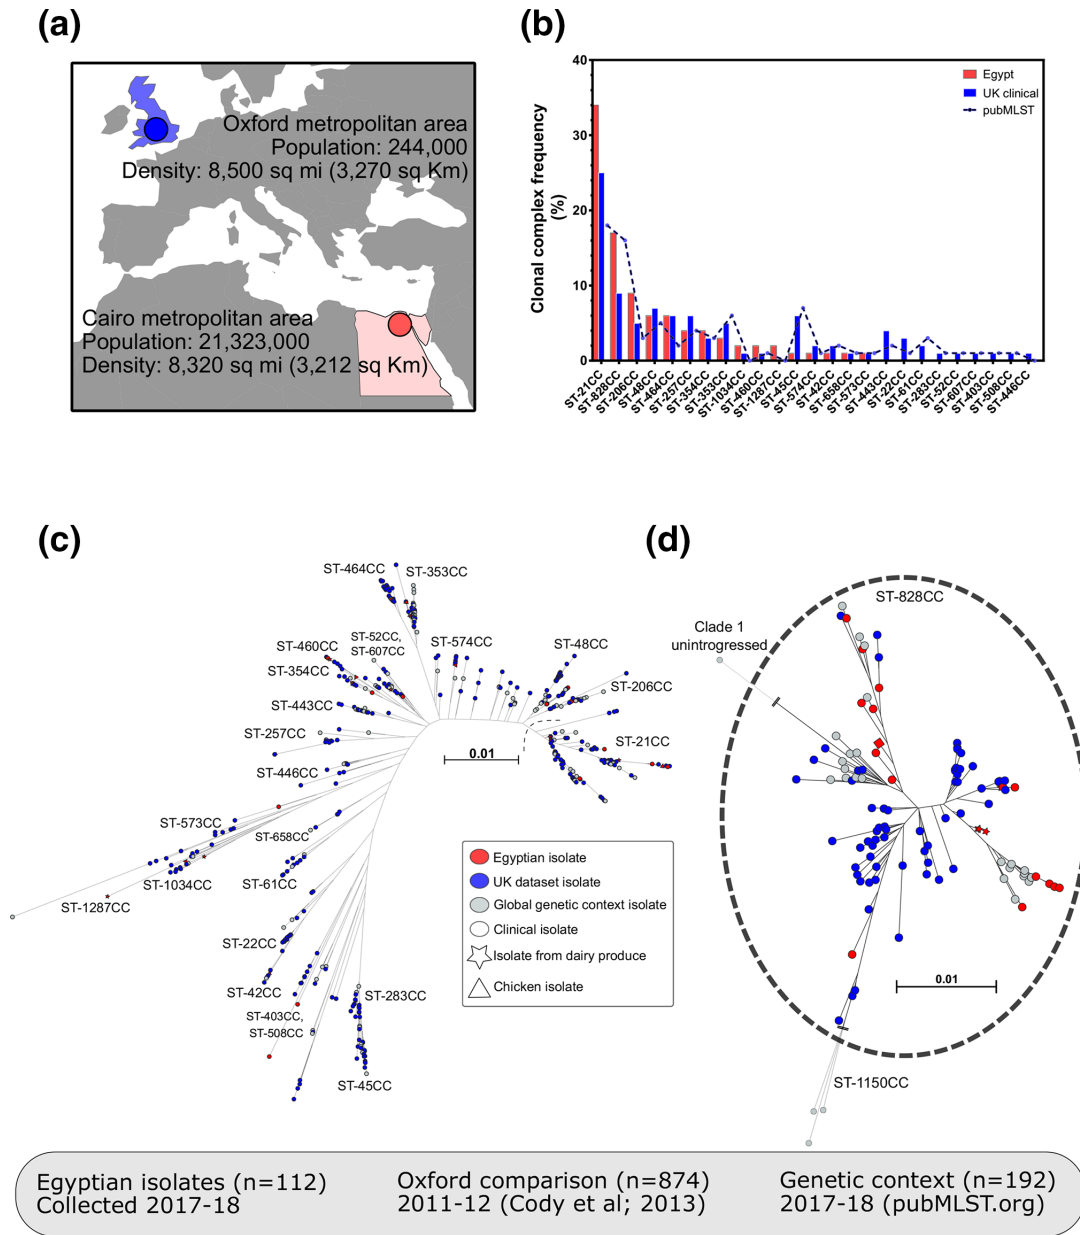 (a)
Oxford metropolitan area
Population: 244,000
Density: 8,500 sq mi (3,270 sq Km)
Cairo metropolitan area
Population: 21,323,000
Density: 8,320 sq mi (3,212 sq Km)
(b)
Clonal complex frequency
(%)
40
30
20
10
0
Egypt
UK clinical
pubMLST
ST-21CC
ST-828CC
ST-206CC
ST-48CC
ST-464CC
ST-257CC
ST-354CC
ST-353CC
ST-1034CC
ST-460CC
ST-1287CC
ST-45CC
ST-574CC
ST-42CC
ST-658CC
ST-573CC
ST-443CC
ST-22CC
ST-61CC
ST-283CC
ST-52CC
ST-607CC
ST-403CC
ST-508CC
ST-446CC
(c)
ST-464CC
ST-353CC
ST-460CC
ST-52CC,
ST-607CC
ST-574CC
ST-48CC
ST-354CC
ST-206CC
ST-443CC
ST-257CC
ST-21CC
0.01
ST-446CC
ST-573CC
ST-658CC
ST-1034CC
ST-61CC
ST-1287CC
ST-22CC
ST-42CC
ST-283CC
ST-403CC,
ST-508CC
ST-45CC
Egyptian isolate
UK dataset isolate
Global genetic context isolate
Clinical isolate
Isolate from dairy produce
Chicken isolate
(d)
ST-828CC
Clade 1
unintrogressed
0.01
ST-1150CC
Egyptian isolates (n=112)
Collected 2017-18
Oxford comparison (n=874)
2011-12 (Cody et al; 2013)
Genetic context (n=192)
2017-18 (pubMLST.org)